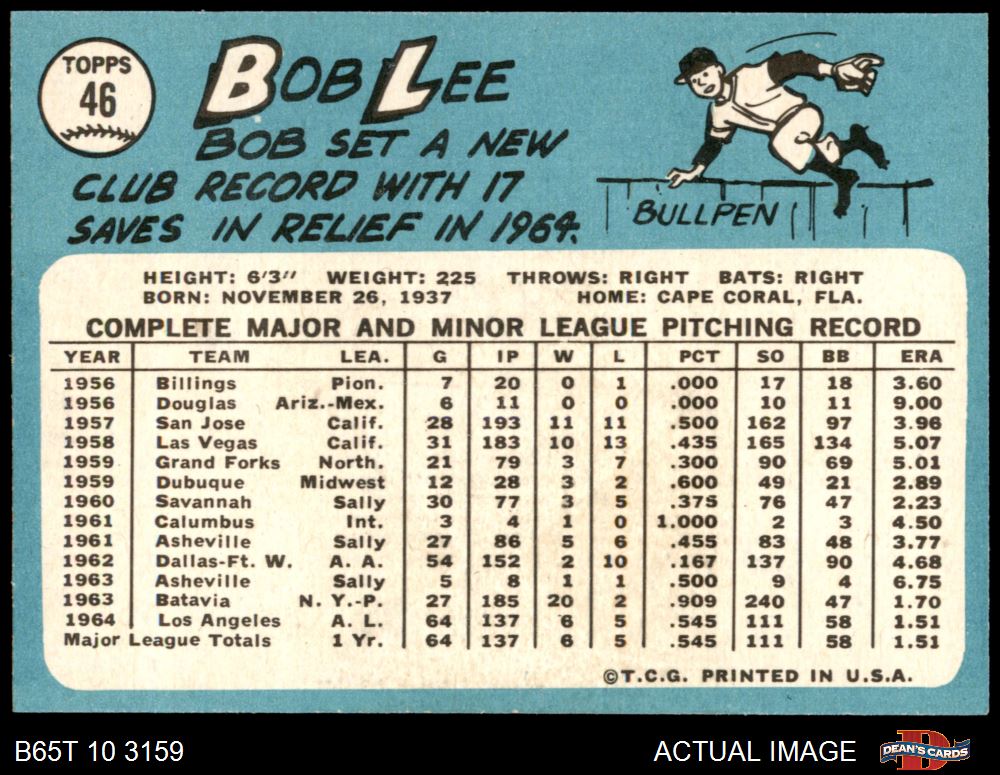 TOPPS
46
BOB LEE
BOB SET A NEW
CLUB RECORD WITH 17
SAVES IN RELIEF IN 1964.
BULLPEN
HEIGHT: 6'3" WEIGHT: 225 THROWS: RIGHT BATS: RIGHT
BORN: NOVEMBER 26, 1937 HOME: CAPE CORAL, FLA.
COMPLETE MAJOR AND MINOR LEAGUE PITCHING RECORD
YEAR TEAM LEA. G IP W L PCT SO BB ERA
1956 Billings Pion. 7 20 0 1 .000 17 18 3.60
1956 Douglas Ariz.-Mex. 6 11 0 0 .000 10 11 9.00
1957 San Jose Calif. 28 193 11 11 .500 162 97 3.96
1958 Las Vegas Calif. 31 183 10 13 .435 165 134 5.07
1959 Grand Forks North. 21 79 3 7 .300 90 69 5.01
1959 Dubuque Midwest 12 28 3 2 .600 49 21 2.89
1960 Savannah Sally 30 77 3 5 .375 76 47 2.23
1961 Calumbus Int. 3 4 1 0 1.000 2 3 4.50
1961 Asheville Sally 27 86 5 6 .455 83 48 3.77
1962 Dallas-Ft. W. A. A. 54 152 2 10 .167 137 90 4.68
1963 Asheville Sally 5 8 1 1 .500 9 4 6.75
1963 Batavia N. Y.-P. 27 185 20 2 .909 240 47 1.70
1964 Los Angeles A. L. 64 137 6 5 .545 111 58 1.51
Major League Totals 1 Yr. 64 137 6 5 .545 111 58 1.51
©T.C.G. PRINTED IN U.S.A.
B65T 10 3159 ACTUAL IMAGE D DEAN'S CARDS